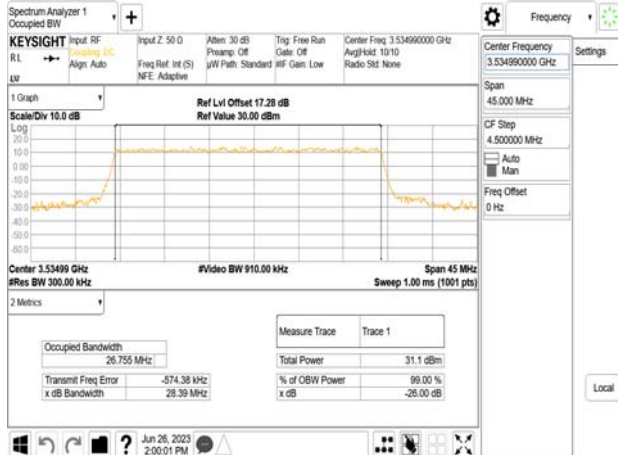 Spectrum Analyzer 1
Occupied BW
Frequency
KEYSIGHT
RL
Input: RF
Coupling: DC
Align: Auto
Input Z: 50 Ω
Freq Ref: Int (S)
NFE: Adaptive
Atten: 30 dB
Preamp: Off
µW Path: Standard
Trig: Free Run
Gate: Off
#IF Gain: Low
Center Freq: 3.534990000 GHz
Avg|Hold: 10/10
Radio Std: None
Center Frequency
3.534990000 GHz
Settings
Span
45.000 MHz
CF Step
4.500000 MHz
Auto
Man
Freq Offset
0 Hz
Local
1 Graph
Scale/Div 10.0 dB
Ref Lvl Offset 17.28 dB
Ref Value 30.00 dBm
Log
20.0
10.0
0.00
-10.0
-20.0
-30.0
-40.0
-50.0
-60.0
Center 3.53499 GHz
#Res BW 300.00 kHz
#Video BW 910.00 kHz
Span 45 MHz
Sweep 1.00 ms (1001 pts)
2 Metrics
Measure Trace Trace 1
Occupied Bandwidth
26.755 MHz
Total Power 31.1 dBm
Transmit Freq Error -574.38 kHz
% of OBW Power 99.00 %
x dB Bandwidth 28.39 MHz
x dB -26.00 dB
Jun 26, 2023
2:00:01 PM